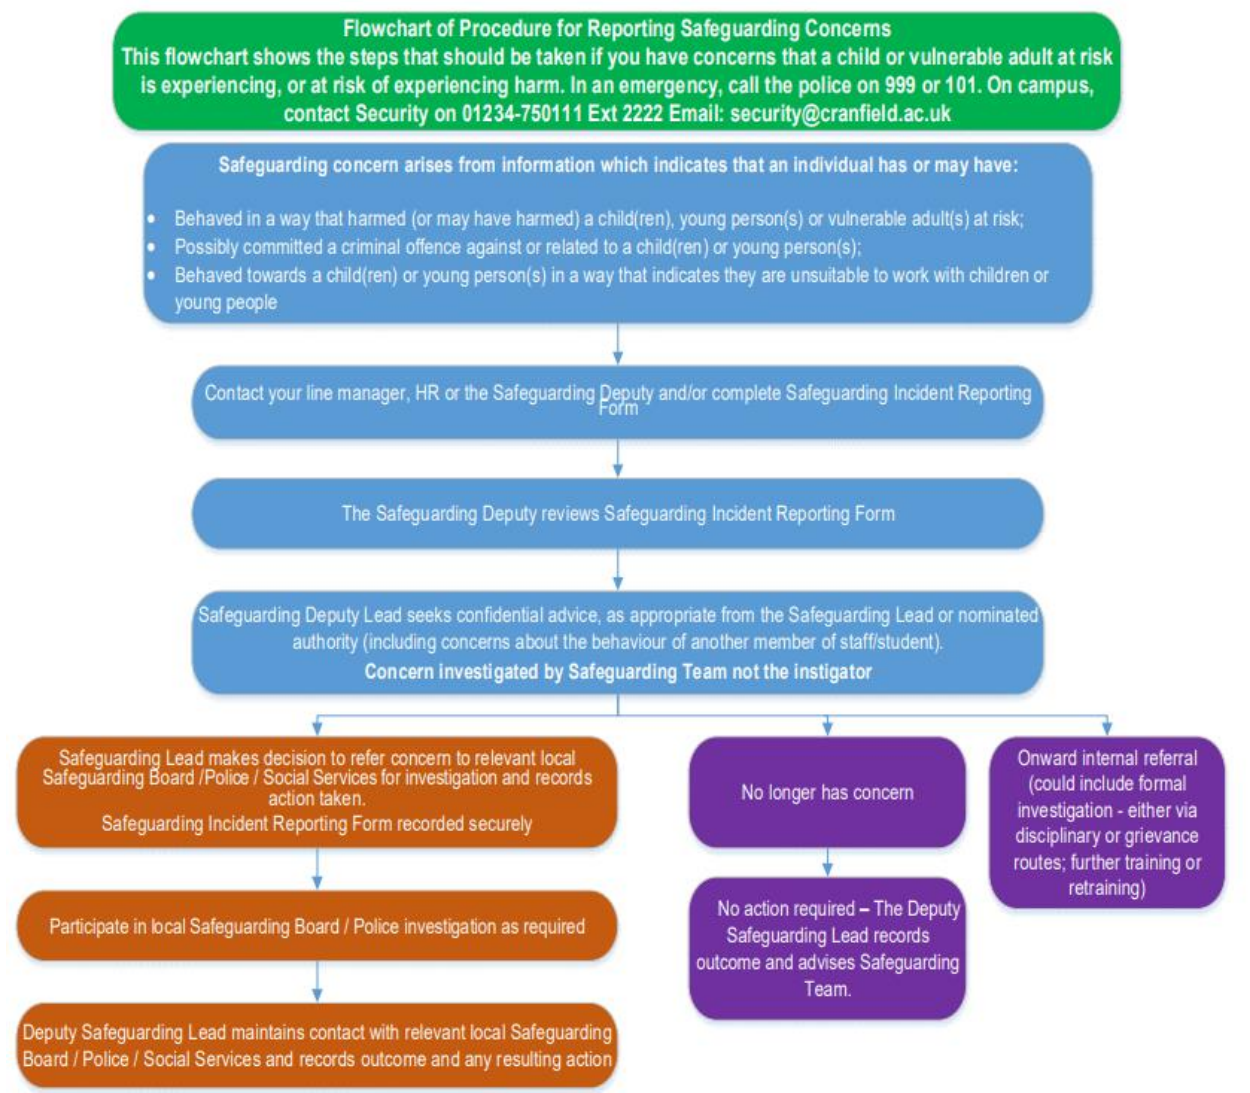 Flowchart of Procedure for Reporting Safeguarding Concerns
This flowchart shows the steps that should be taken if you have concerns that a child or vulnerable adult at risk
is experiencing, or at risk of experiencing harm. In an emergency, call the police on 999 or 101. On campus,
contact Security on 01234-750111 Ext 2222 Email: security@cranfield.ac.uk
Safeguarding concern arises from information which indicates that an individual has or may have:
• Behaved in a way that harmed (or may have harmed) a child(ren), young person(s) or vulnerable adult(s) at risk;
• Possibly committed a criminal offence against or related to a child(ren) or young person(s);
• Behaved towards a child(ren) or young person(s) in a way that indicates they are unsuitable to work with children or
young people
Contact your line manager, HR or the Safeguarding Deputy and/or complete Safeguarding Incident Reporting
Form
The Safeguarding Deputy reviews Safeguarding Incident Reporting Form
Safeguarding Deputy Lead seeks confidential advice, as appropriate from the Safeguarding Lead or nominated
authority (including concerns about the behaviour of another member of staff/student).
Concern investigated by Safeguarding Team not the instigator
Safeguarding Lead makes decision to refer concern to relevant local
Safeguarding Board /Police / Social Services for investigation and records
action taken.
Safeguarding Incident Reporting Form recorded securely
Participate in local Safeguarding Board / Police investigation as required
Deputy Safeguarding Lead maintains contact with relevant local Safeguarding
Board / Police / Social Services and records outcome and any resulting action
No longer has concern
No action required – The Deputy
Safeguarding Lead records
outcome and advises Safeguarding
Team.
Onward internal referral
(could include formal
investigation - either via
disciplinary or grievance
routes; further training or
retraining)